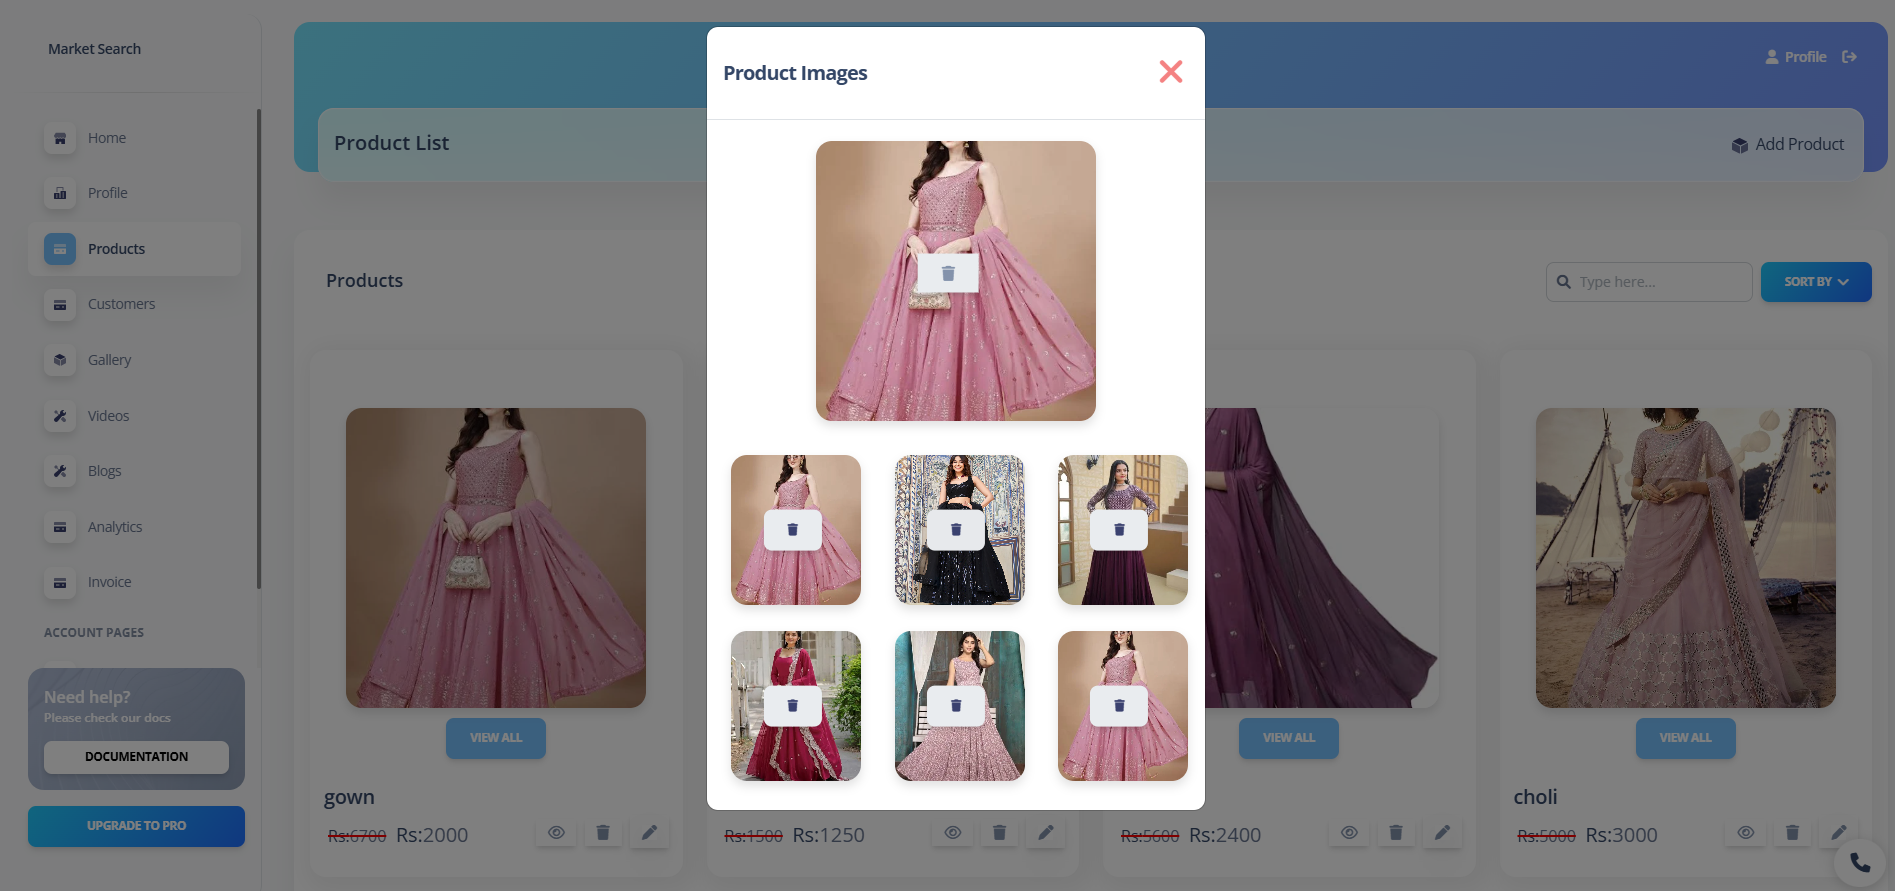 Market Search
Home
Profile
Products
Customers
Gallery
Videos
Blogs
Analytics
Invoice
ACCOUNT PAGES
Need help?
Please check our docs
DOCUMENTATION
UPGRADE TO PRO
Profile
Product List
Add Product
Products
Type here...
SORT BY
Product Images
VIEW ALL
VIEW ALL
VIEW ALL
gown
choli
Rs:6700 Rs:2000
Rs:1500 Rs:1250
Rs:5600 Rs:2400
Rs:5000 Rs:3000